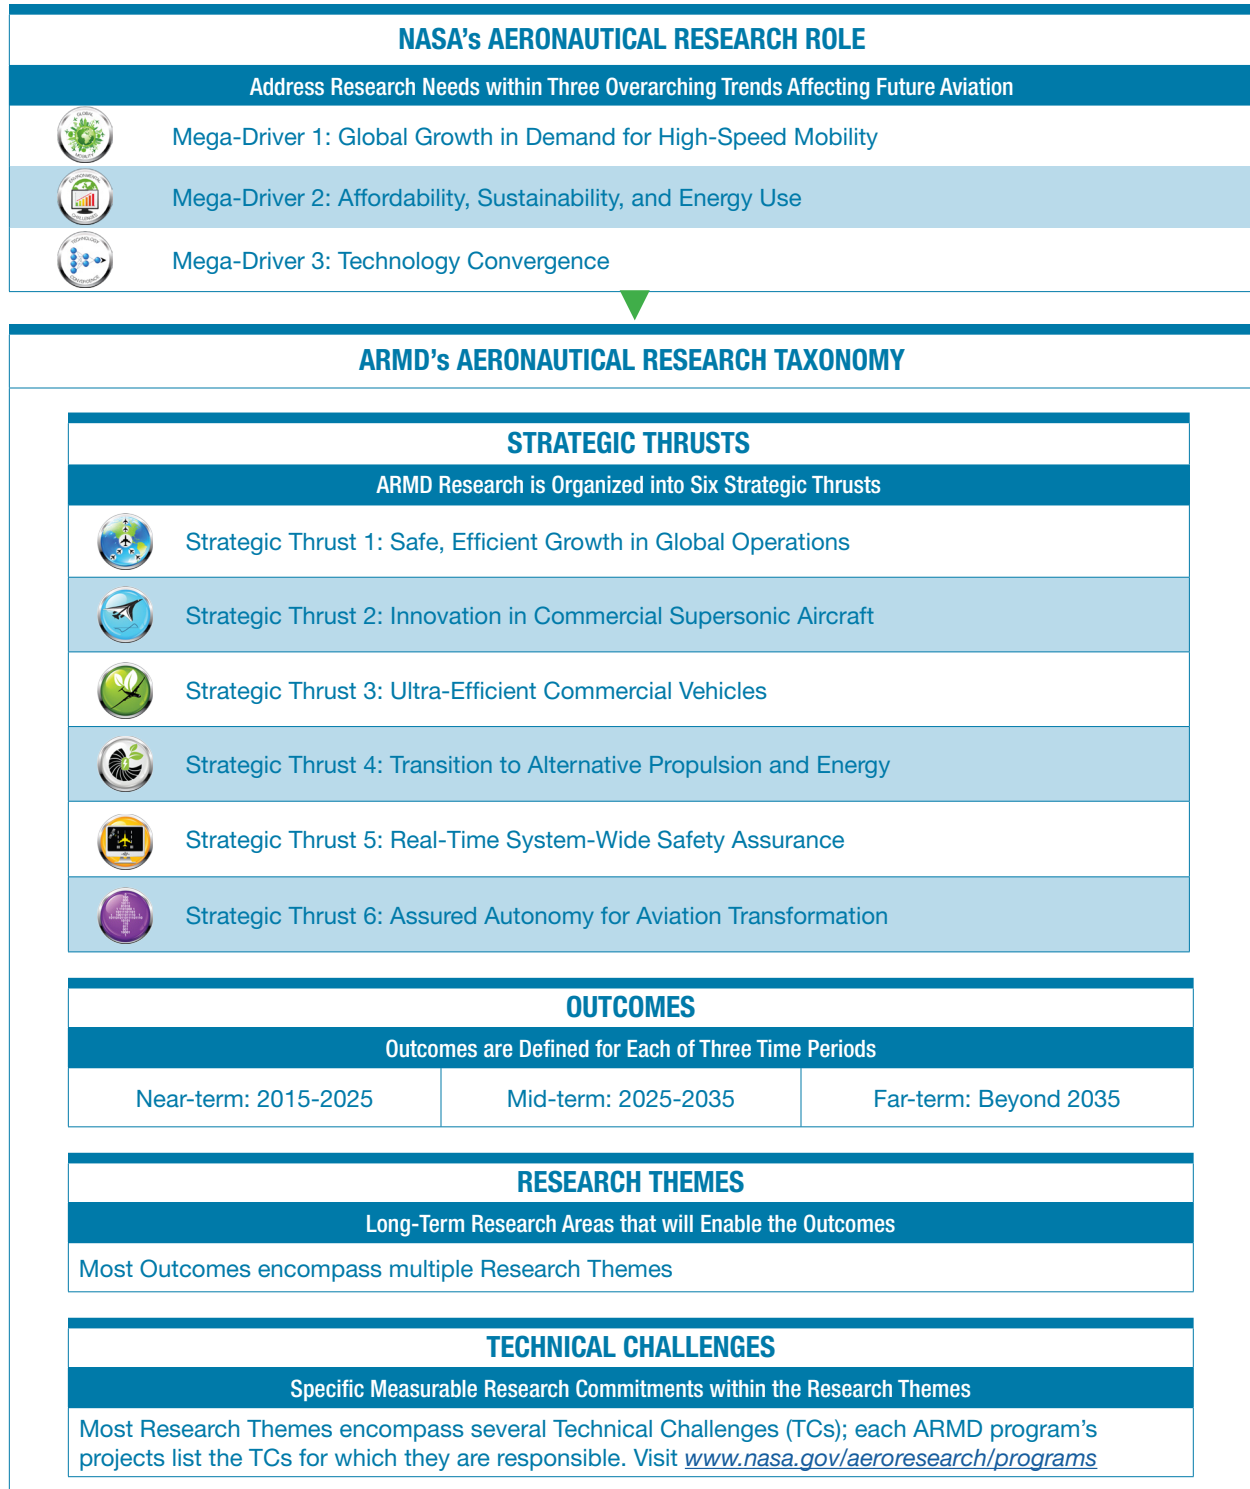 NASA's AERONAUTICAL RESEARCH ROLE
Address Research Needs within Three Overarching Trends Affecting Future Aviation
GLOBAL
MOBILITY
Mega-Driver 1: Global Growth in Demand for High-Speed Mobility
ENVIRONMENTAL
CHALLENGES
Mega-Driver 2: Affordability, Sustainability, and Energy Use
TECHNOLOGY
CONVERGENCE
Mega-Driver 3: Technology Convergence
ARMD's AERONAUTICAL RESEARCH TAXONOMY
STRATEGIC THRUSTS
ARMD Research is Organized into Six Strategic Thrusts
Strategic Thrust 1: Safe, Efficient Growth in Global Operations
Strategic Thrust 2: Innovation in Commercial Supersonic Aircraft
Strategic Thrust 3: Ultra-Efficient Commercial Vehicles
Strategic Thrust 4: Transition to Alternative Propulsion and Energy
Strategic Thrust 5: Real-Time System-Wide Safety Assurance
Strategic Thrust 6: Assured Autonomy for Aviation Transformation
OUTCOMES
Outcomes are Defined for Each of Three Time Periods
Near-term: 2015-2025
Mid-term: 2025-2035
Far-term: Beyond 2035
RESEARCH THEMES
Long-Term Research Areas that will Enable the Outcomes
Most Outcomes encompass multiple Research Themes
TECHNICAL CHALLENGES
Specific Measurable Research Commitments within the Research Themes
Most Research Themes encompass several Technical Challenges (TCs); each ARMD program's
projects list the TCs for which they are responsible. Visit www.nasa.gov/aeroresearch/programs